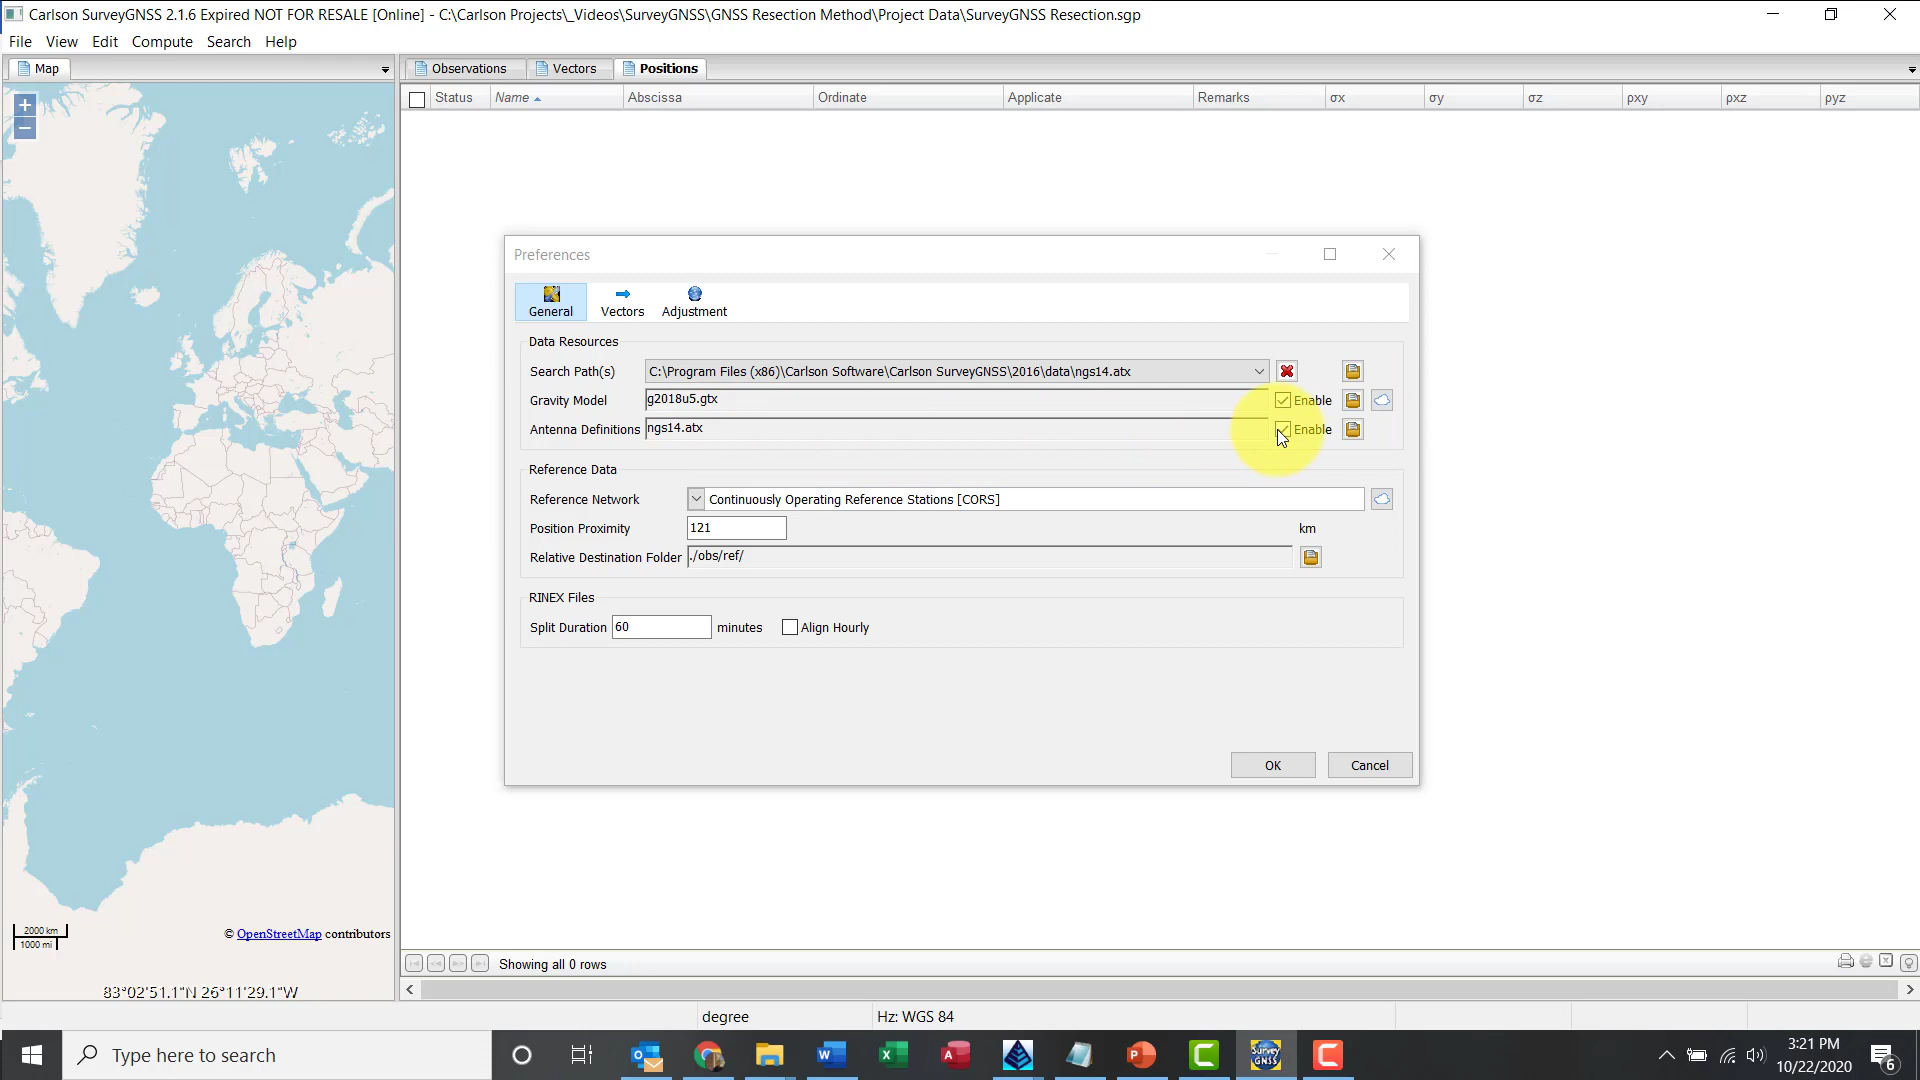 Carlson SurveyGNSS 2.1.6 Expired NOT FOR RESALE [Online] - C:\Carlson Projects\_Videos\SurveyGNSS\GNSS Resection Method\Project Data\SurveyGNSS Resection.sgp
File View Edit Compute Search Help
Map
Observations Vectors Positions
Status Name Abscissa Ordinate Applicate Remarks σx σy σz ρxy ρxz ρyz
+
−
Preferences
General Vectors Adjustment
Data Resources
Search Path(s) C:\Program Files (x86)\Carlson Software\Carlson SurveyGNSS\2016\data\ngs14.atx
Gravity Model g2018u5.gtx Enable
Antenna Definitions ngs14.atx Enable
Reference Data
Reference Network Continuously Operating Reference Stations [CORS]
Position Proximity 121 km
Relative Destination Folder ./obs/ref/
RINEX Files
Split Duration 60 minutes Align Hourly
OK Cancel
2000 km
1000 mi
© OpenStreetMap contributors
83°02'51.1"N 26°11'29.1"W
Showing all 0 rows
degree Hz: WGS 84
Type here to search
Survey GNSS
3:21 PM
10/22/2020
6